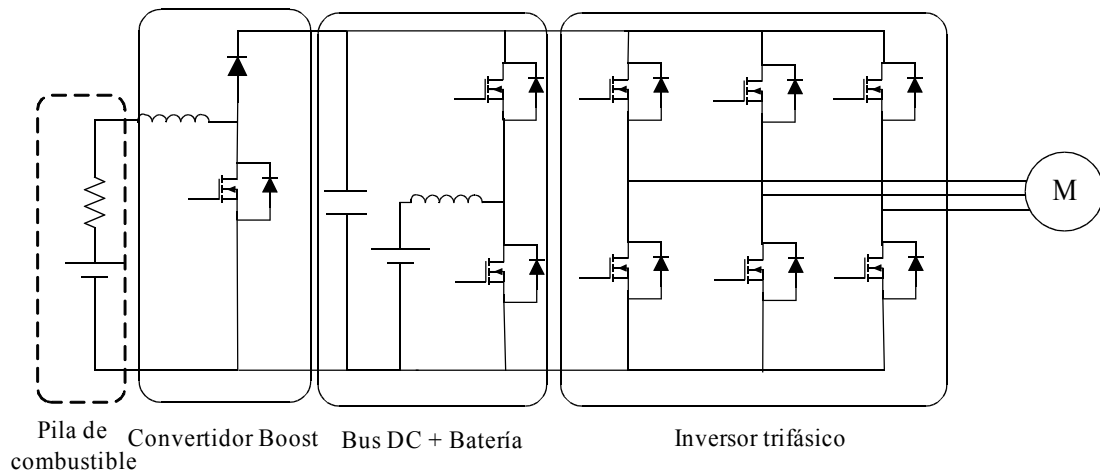 M
Pila de
combustible
Convertidor Boost
Bus DC + Batería
Inversor trifásico